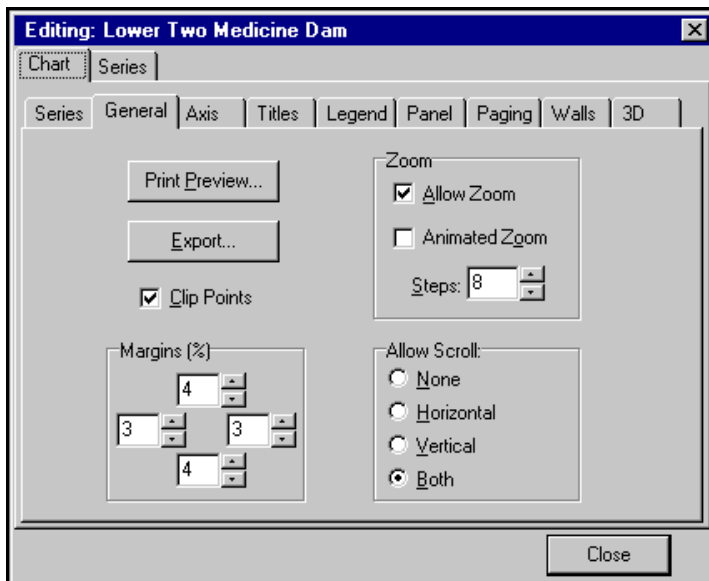 Editing: Lower Two Medicine Dam
Chart Series
Series General Axis Titles Legend Panel Paging Walls 3D
Print Preview...
Export...
Clip Points
Zoom
Allow Zoom
Animated Zoom
Steps: 8
Margins (%)
4
3 3
4
Allow Scroll:
None
Horizontal
Vertical
Both
Close